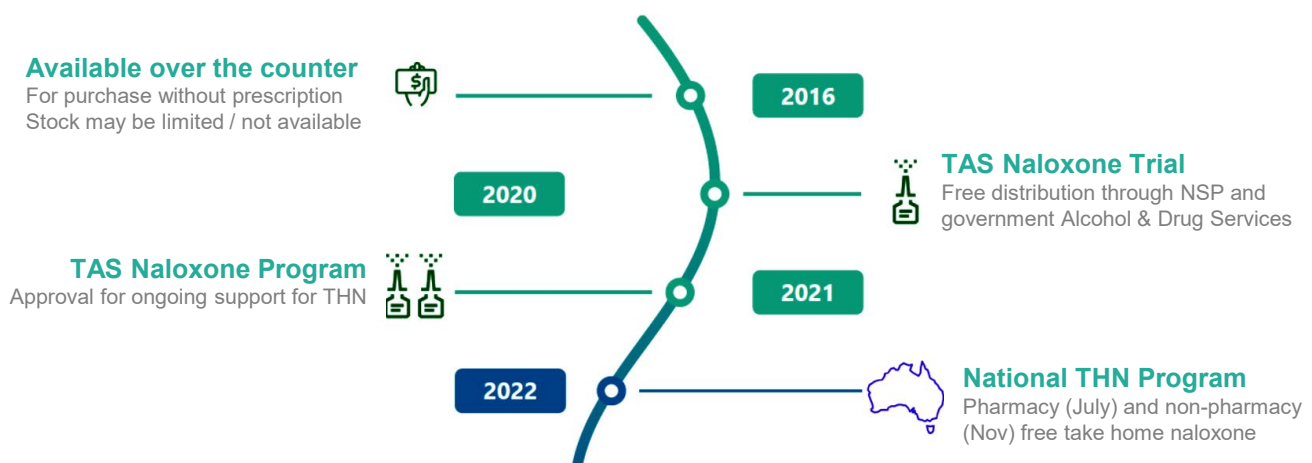 Available over the counter
For purchase without prescription
Stock may be limited / not available
$
2016
2020
TAS Naloxone Trial
Free distribution through NSP and
government Alcohol & Drug Services
TAS Naloxone Program
Approval for ongoing support for THN
2021
2022
National THN Program
Pharmacy (July) and non-pharmacy
(Nov) free take home naloxone